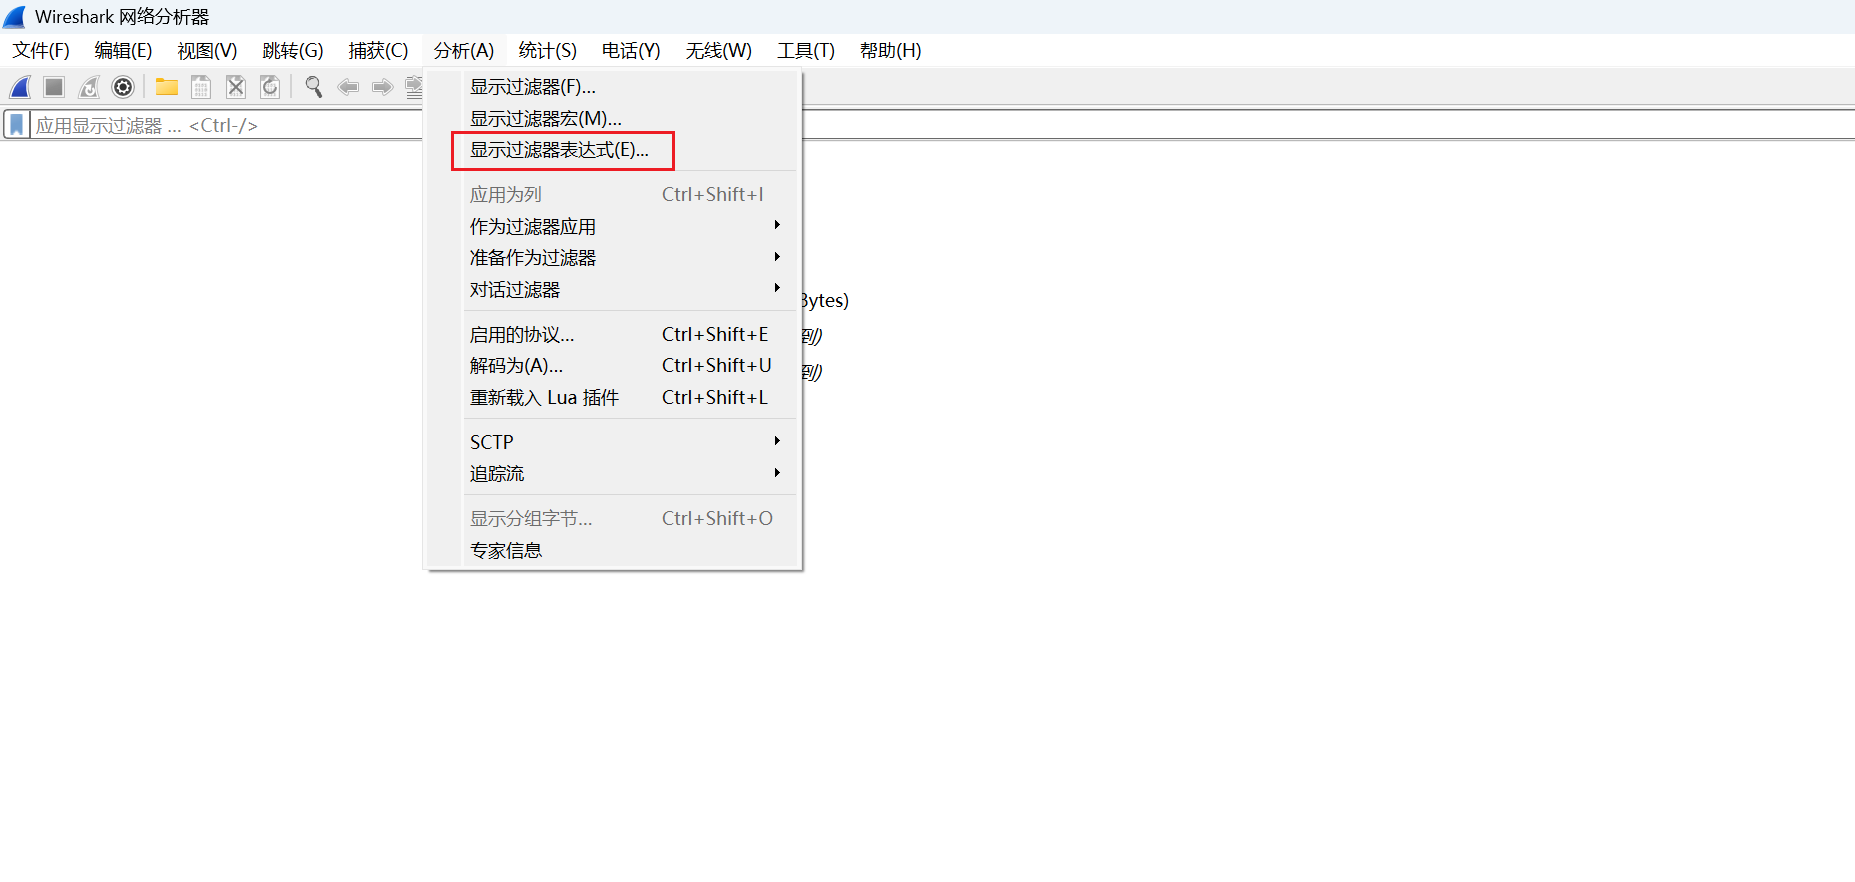 Wireshark 网络分析器
文件(F) 编辑(E) 视图(V) 跳转(G) 捕获(C) 分析(A) 统计(S) 电话(Y) 无线(W) 工具(T) 帮助(H)
应用显示过滤器 ... <Ctrl-/>
显示过滤器(F)...
显示过滤器宏(M)...
显示过滤器表达式(E)...
应用为列 Ctrl+Shift+I
作为过滤器应用
准备作为过滤器
对话过滤器
Bytes)
启用的协议... Ctrl+Shift+E
到)
解码为(A)... Ctrl+Shift+U
到)
重新载入 Lua 插件 Ctrl+Shift+L
SCTP
追踪流
显示分组字节... Ctrl+Shift+O
专家信息